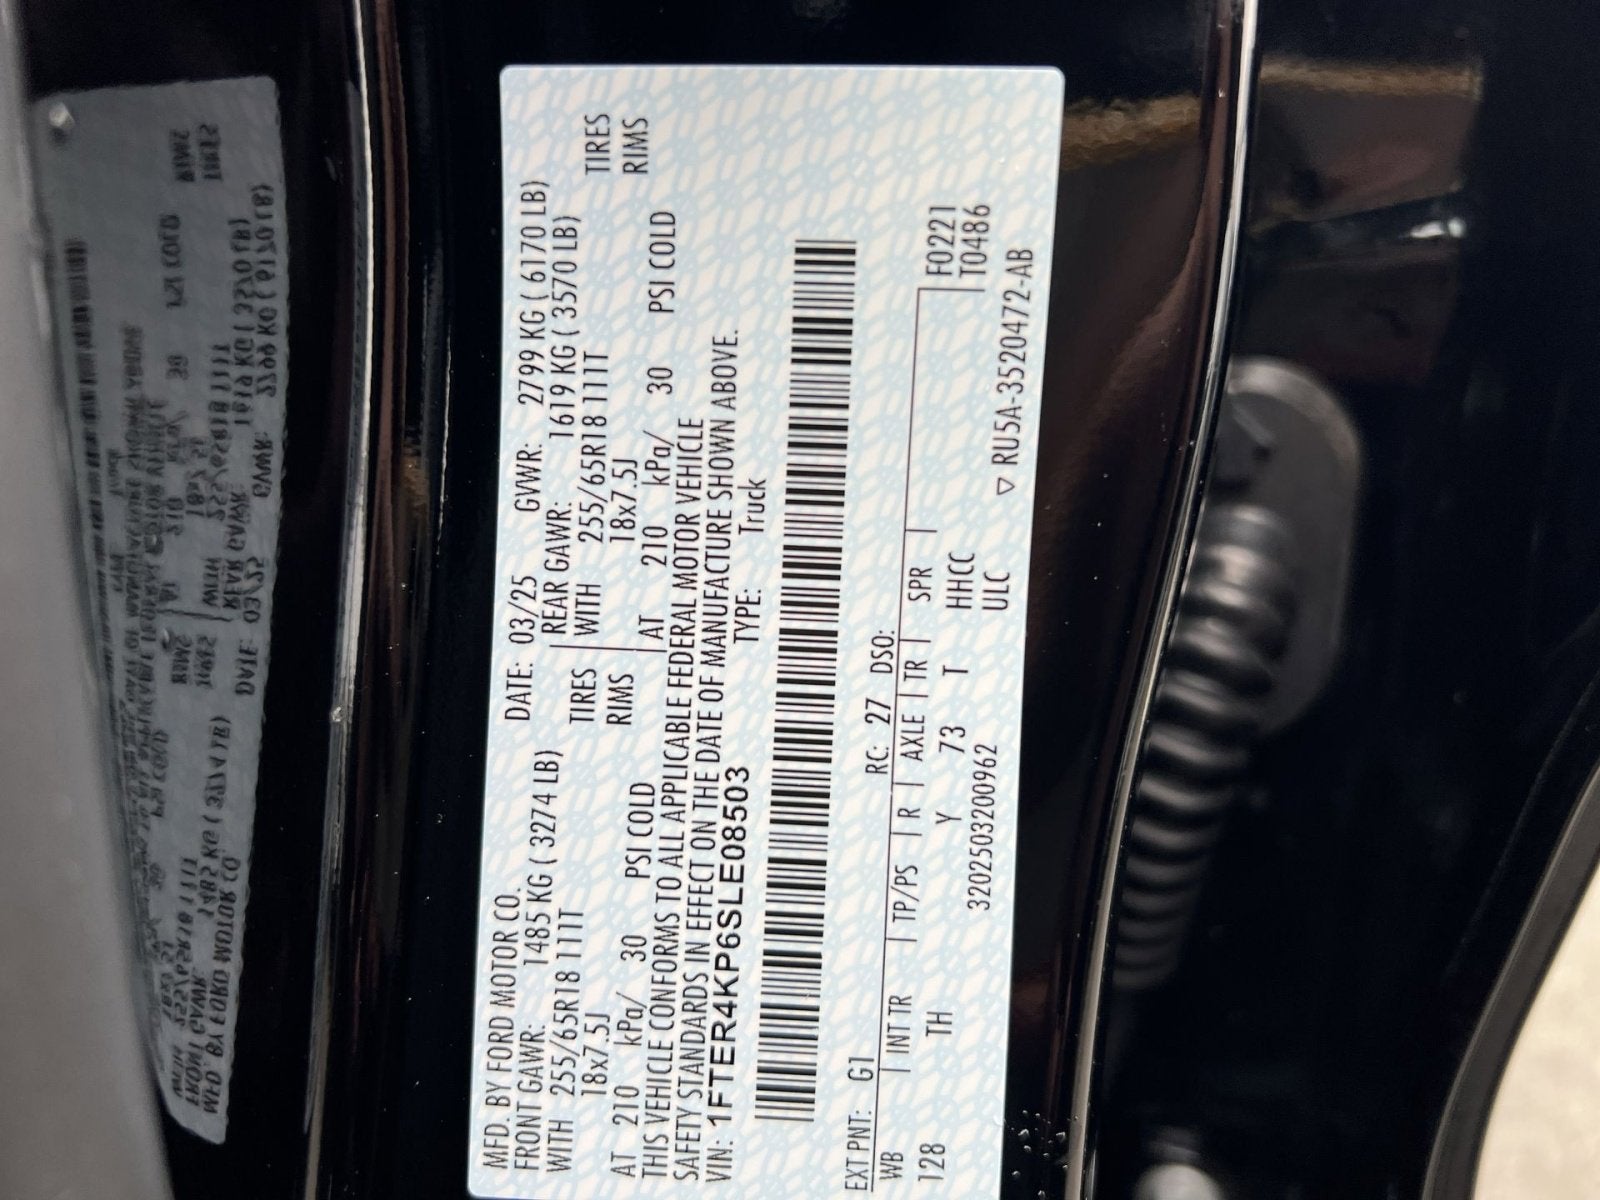 MFD. BY FORD MOTOR CO.
DATE: 03/25 GVWR: 2799 KG ( 6170 LB)
FRONT GAWR: 1485 KG ( 3274 LB) REAR GAWR: 1619 KG ( 3570 LB)
WITH 255/65R18 111T TIRES WITH 255/65R18 111T TIRES
18x7.5J RIMS 18x7.5J RIMS
AT 210 kPa/ 30 PSI COLD AT 210 kPa/ 30 PSI COLD
THIS VEHICLE CONFORMS TO ALL APPLICABLE FEDERAL MOTOR VEHICLE
SAFETY STANDARDS IN EFFECT ON THE DATE OF MANUFACTURE SHOWN ABOVE.
VIN: 1FTER4KP6SLE08503 TYPE: Truck
EXT PNT: G1 RC: 27 DSO:
WB INT TR TP/PS R AXLE TR SPR F0221
128 TH Y 73 T HHCC T0486
3202503200962 ULC
▽ RU5A-3520472-AB